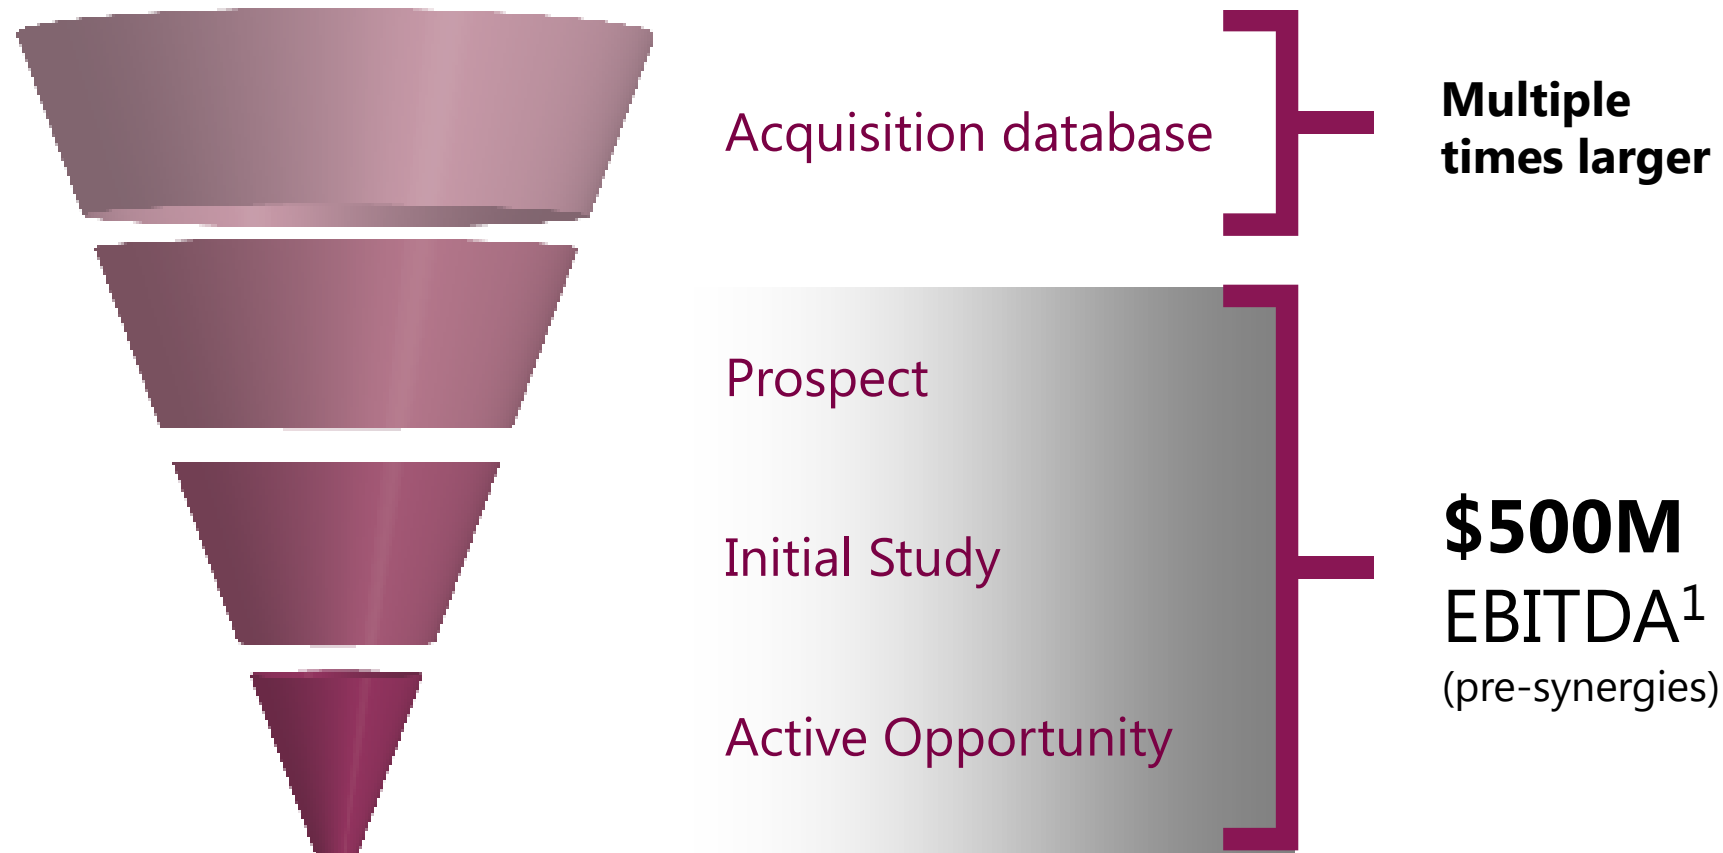 Acquisition database
Multiple
times larger
Prospect
Initial Study
Active Opportunity
$500M
EBITDA¹
(pre-synergies)